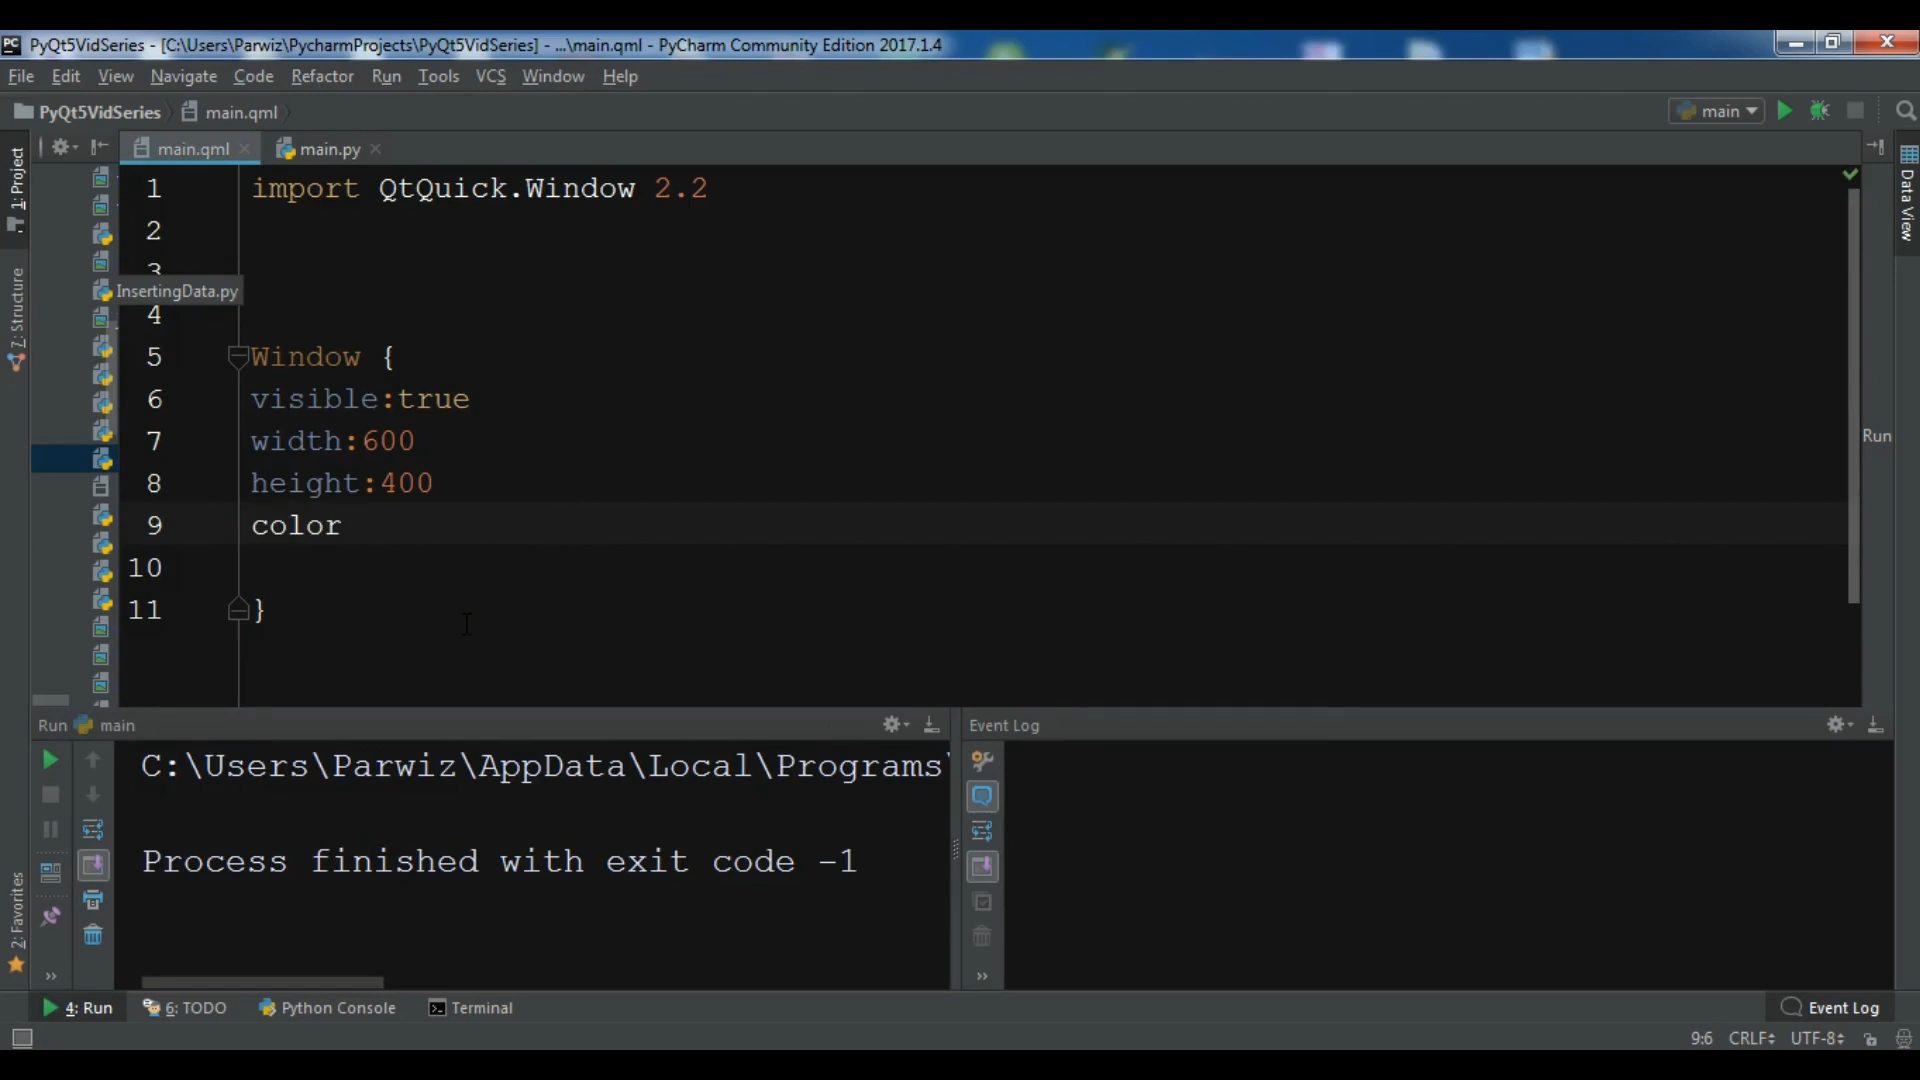 PC PyQt5VidSeries - [C:\Users\Parwiz\PycharmProjects\PyQt5VidSeries] - ...\main.qml - PyCharm Community Edition 2017.1.4
File Edit View Navigate Code Refactor Run Tools VCS Window Help
PyQt5VidSeries main.qml
main
1: Project
main.qml main.py
1 import QtQuick.Window 2.2
2
3
InsertingData.py
4
5 Window {
6 visible:true
7 width:600
8 height:400
9 color
10
11 }
7: Structure
2: Favorites
Data View
Run
Run main
Event Log
C:\Users\Parwiz\AppData\Local\Programs\
Process finished with exit code -1
4: Run 6: TODO Python Console Terminal Event Log
9:6 CRLF UTF-8